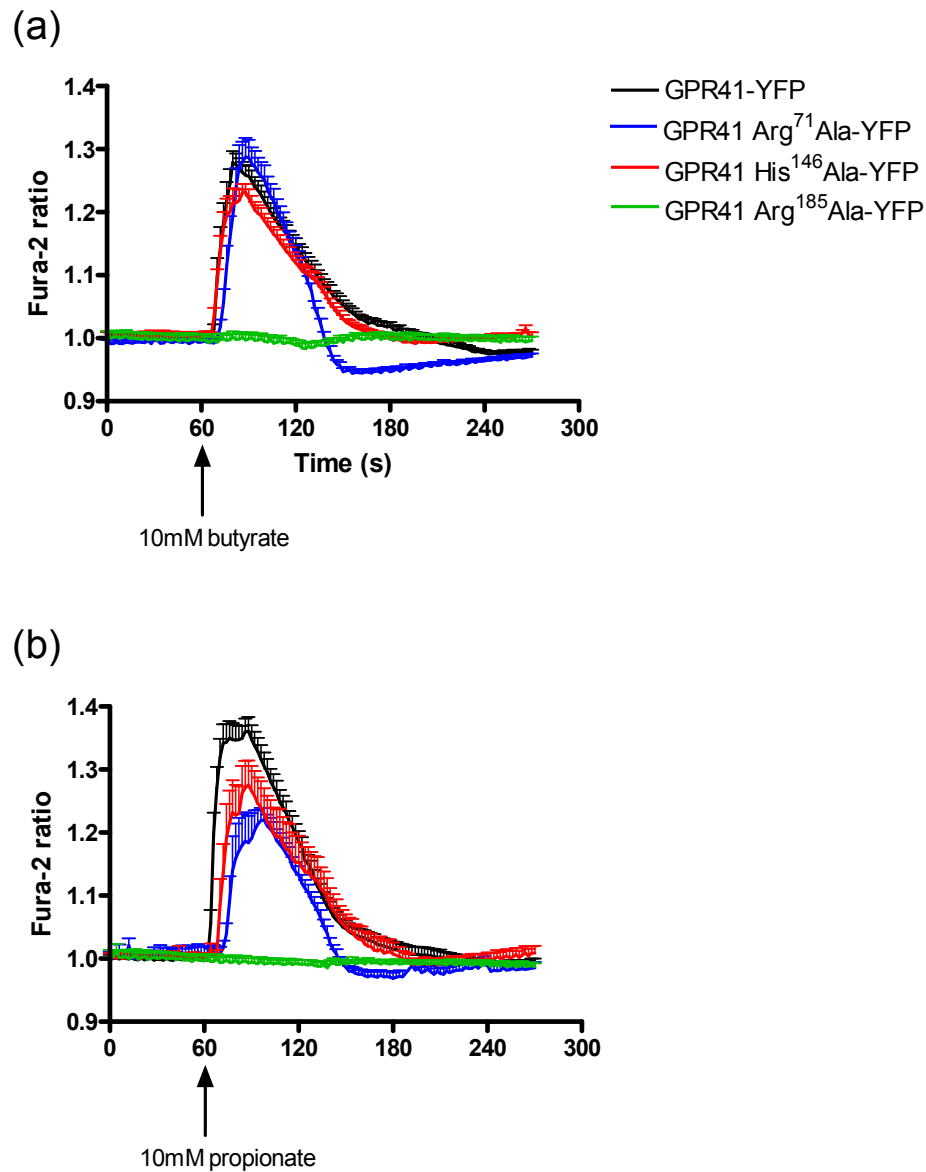 (a)
1.4
1.3
1.2
1.1
1.0
0.9
Fura-2 ratio
0 60 120 180 240 300
Time (s)
10mM butyrate
GPR41-YFP
GPR41 Arg⁷¹Ala-YFP
GPR41 His¹⁴⁶Ala-YFP
GPR41 Arg¹⁸⁵Ala-YFP
(b)
1.4
1.3
1.2
1.1
1.0
0.9
Fura-2 ratio
0 60 120 180 240 300
10mM propionate